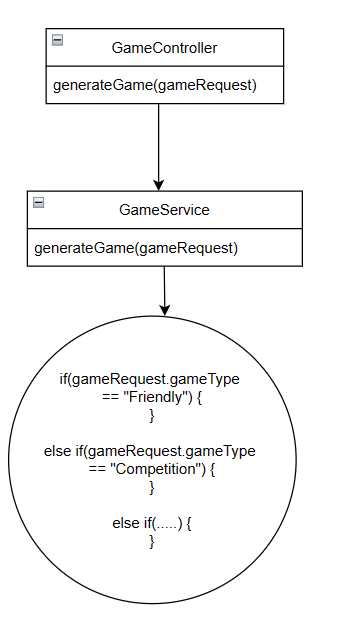 GameController
generateGame(gameRequest)
GameService
generateGame(gameRequest)
if(gameRequest.gameType
== "Friendly") {
}
else if(gameRequest.gameType
== "Competition") {
}
else if(.....) {
}